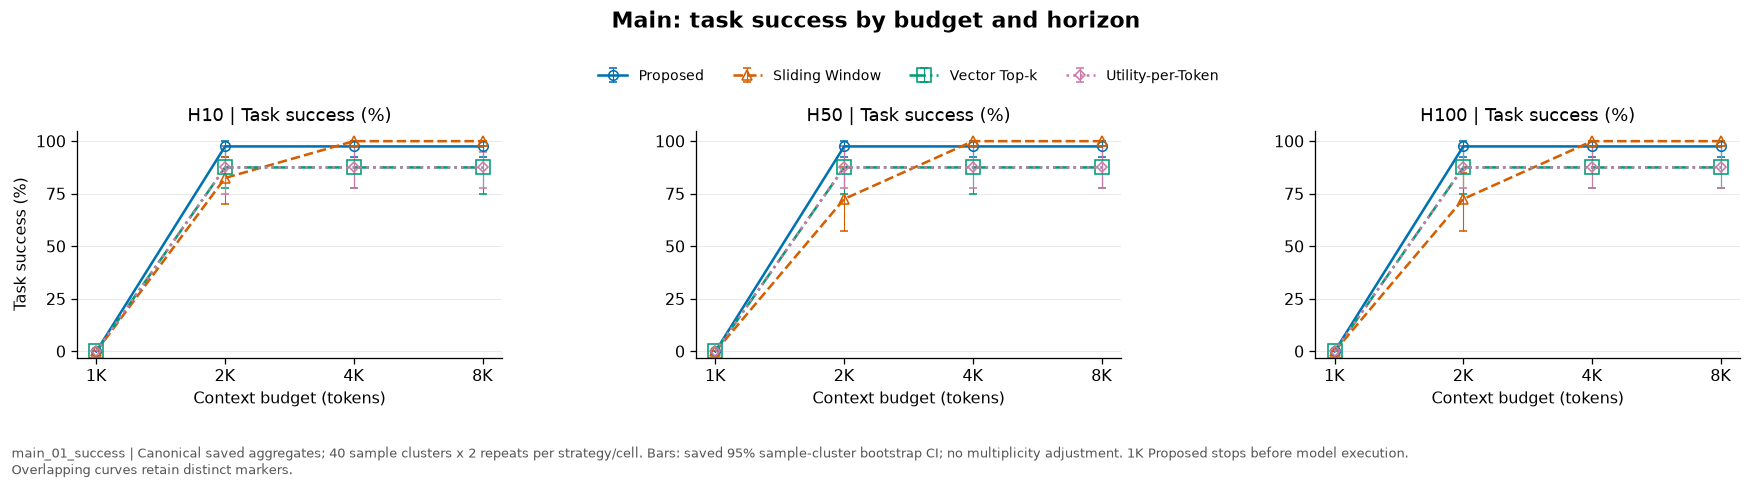 Main: task success by budget and horizon
Proposed Sliding Window Vector Top-k Utility-per-Token
H10 | Task success (%)
100
75
50
25
0
Task success (%)
1K 2K 4K 8K
Context budget (tokens)
H50 | Task success (%)
100
75
50
25
0
1K 2K 4K 8K
Context budget (tokens)
H100 | Task success (%)
100
75
50
25
0
1K 2K 4K 8K
Context budget (tokens)
main_01_success | Canonical saved aggregates; 40 sample clusters x 2 repeats per strategy/cell. Bars: saved 95% sample-cluster bootstrap CI; no multiplicity adjustment. 1K Proposed stops before model execution.
Overlapping curves retain distinct markers.